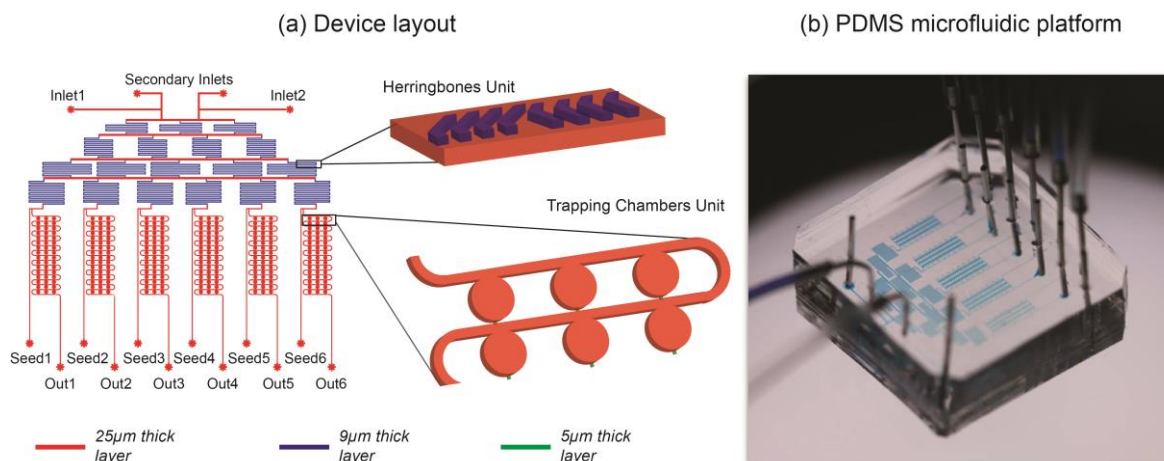 (a) Device layout
(b) PDMS microfluidic platform
Secondary Inlets
Inlet1
Inlet2
Herringbones Unit
Trapping Chambers Unit
Seed1 Seed2 Seed3 Seed4 Seed5 Seed6
Out1 Out2 Out3 Out4 Out5 Out6
25µm thick
layer
9µm thick
layer
5µm thick
layer